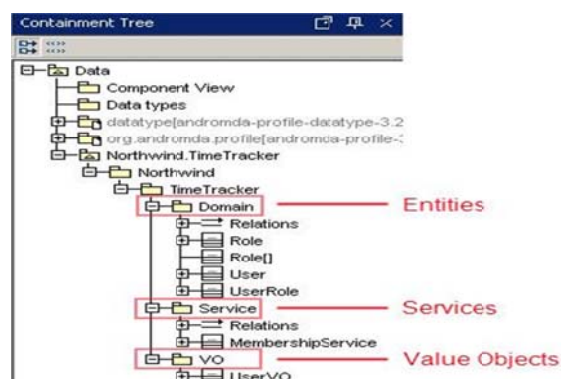 Containment Tree
Data
Component View
Data types
datatype[andromda-profile-datatype-3.2
org.andromda.profile[andromda-profile-3
Northwind.TimeTracker
Northwind
TimeTracker
Domain
Entities
Relations
Role
Role[]
User
UserRole
Service
Services
Relations
MembershipService
VO
Value Objects
UserVO